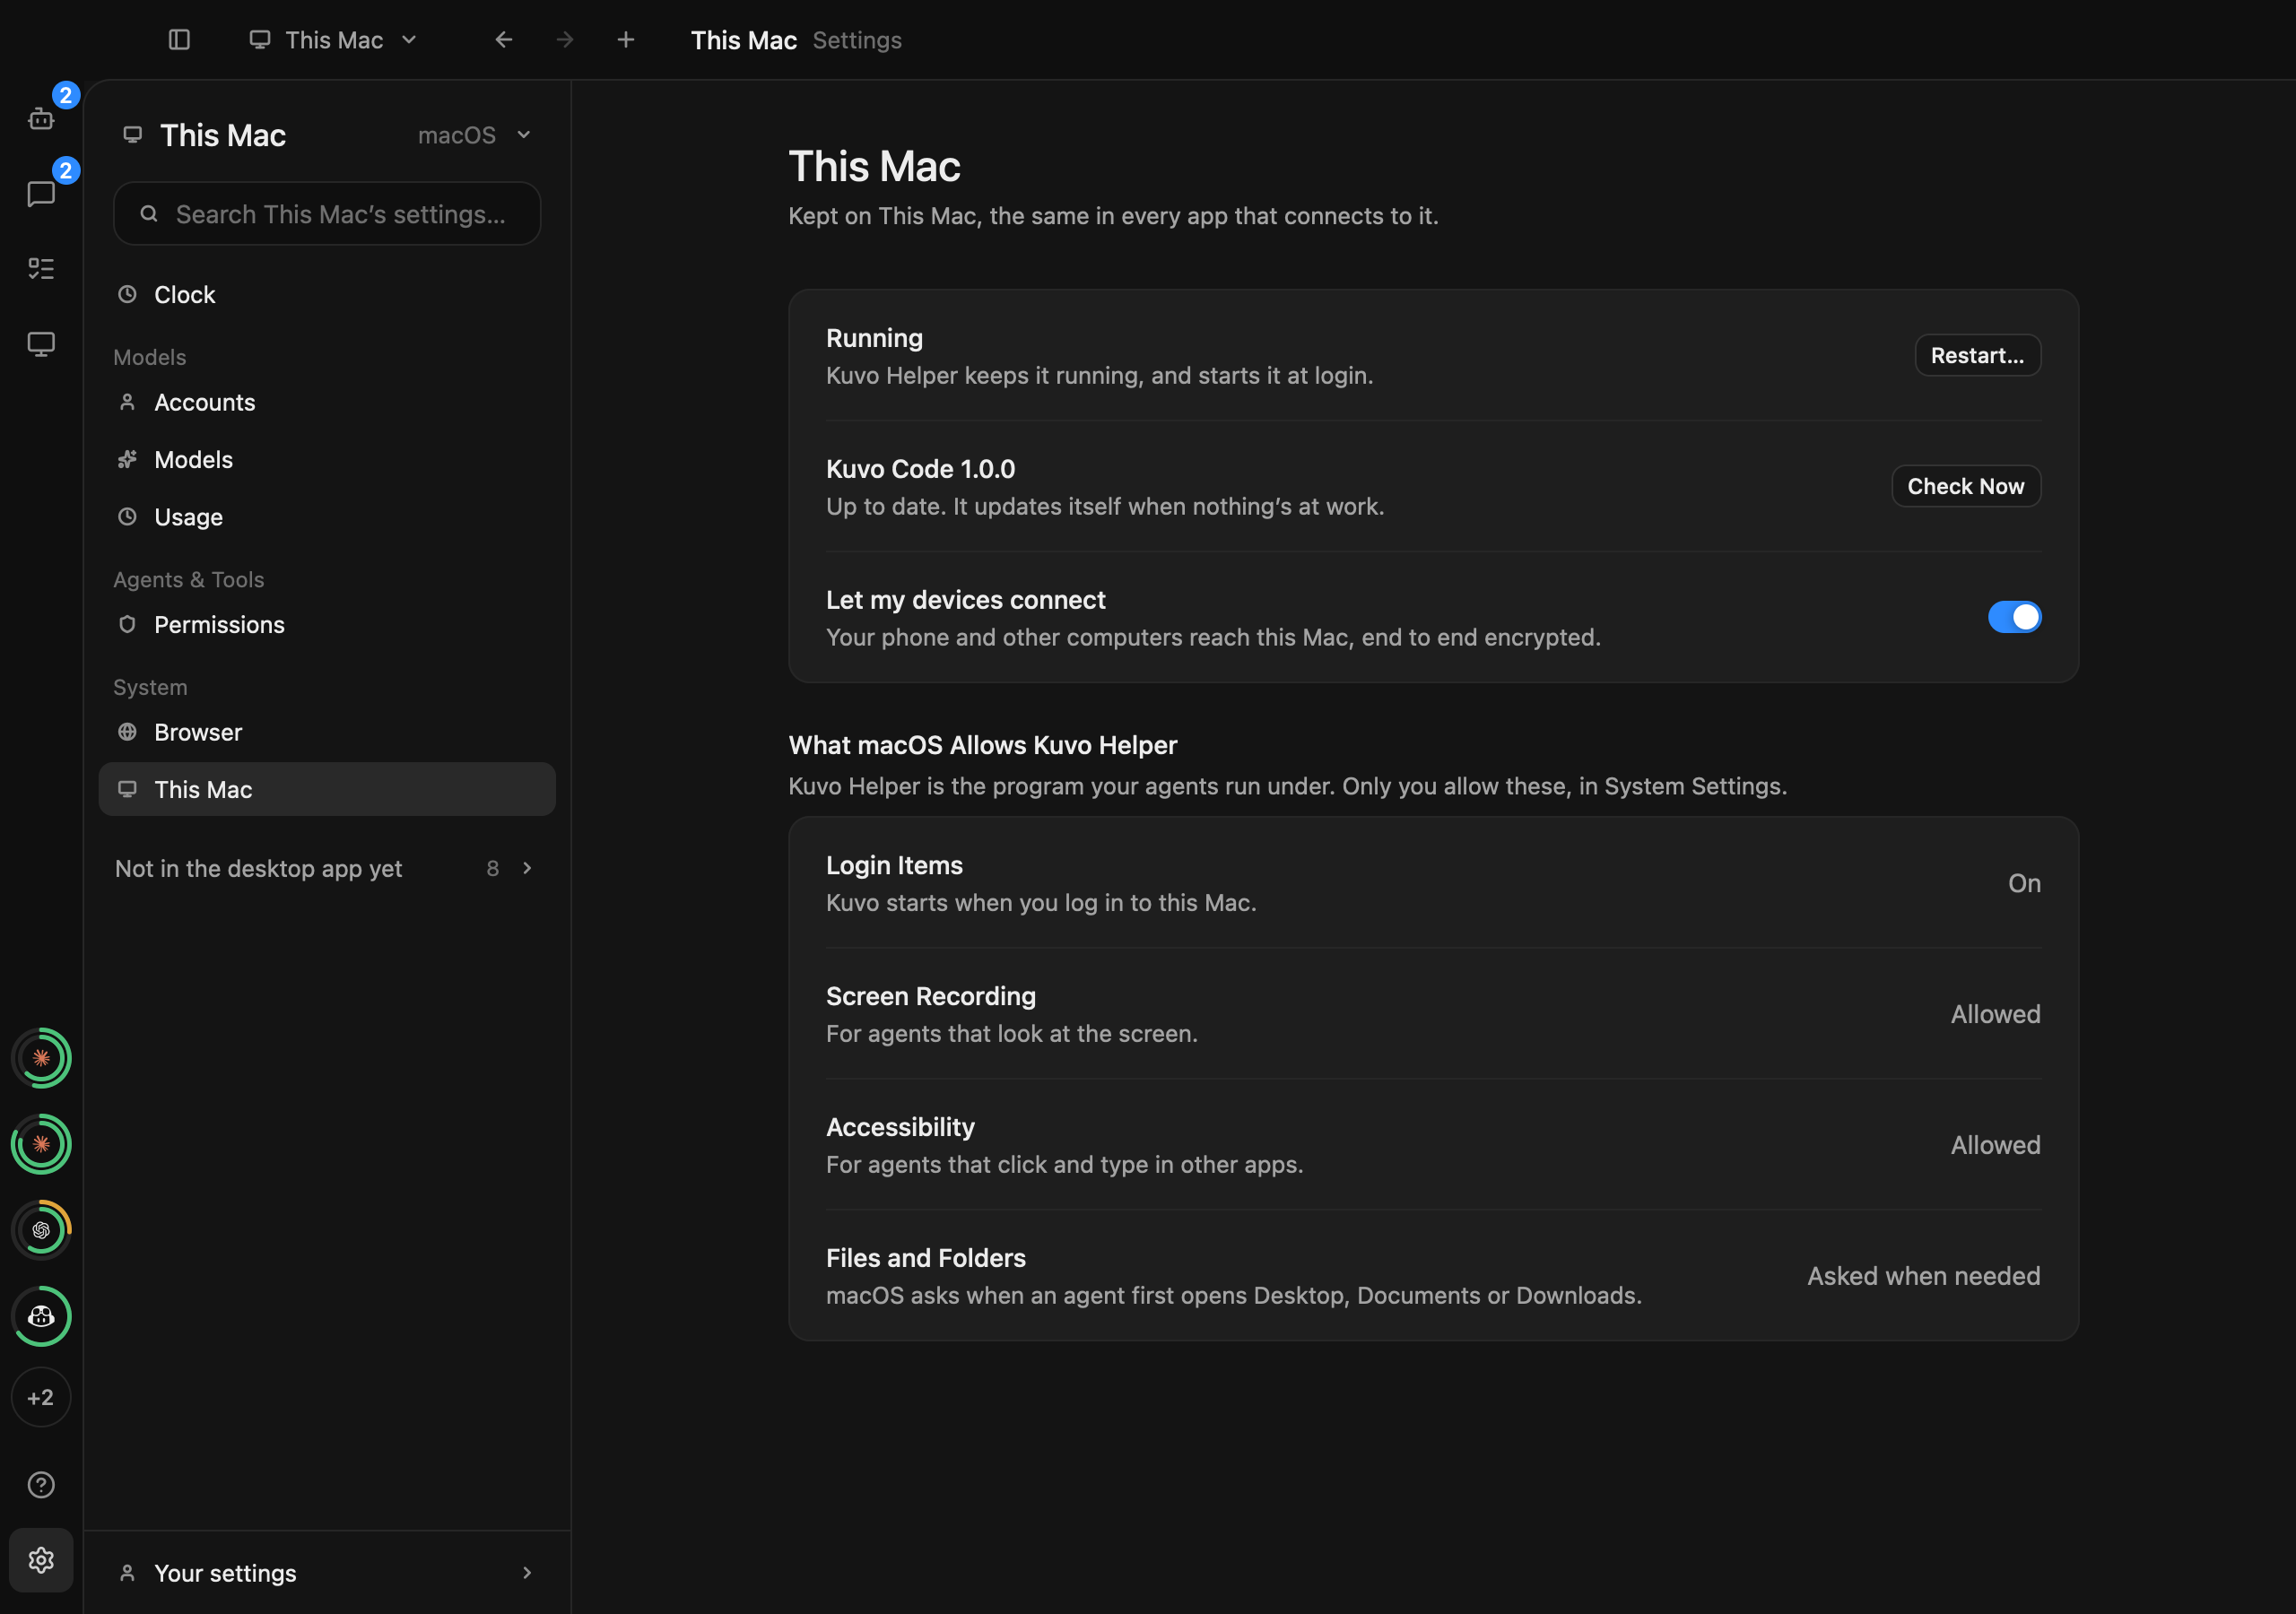 This Mac
This Mac Settings
2
2
This Mac macOS
Search This Mac’s settings...
Clock
Models
Accounts
Models
Usage
Agents & Tools
Permissions
System
Browser
This Mac
Not in the desktop app yet 8
+2
Your settings
This Mac
Kept on This Mac, the same in every app that connects to it.
Running
Kuvo Helper keeps it running, and starts it at login.
Restart...
Kuvo Code 1.0.0
Up to date. It updates itself when nothing’s at work.
Check Now
Let my devices connect
Your phone and other computers reach this Mac, end to end encrypted.
What macOS Allows Kuvo Helper
Kuvo Helper is the program your agents run under. Only you allow these, in System Settings.
Login Items
Kuvo starts when you log in to this Mac.
On
Screen Recording
For agents that look at the screen.
Allowed
Accessibility
For agents that click and type in other apps.
Allowed
Files and Folders
macOS asks when an agent first opens Desktop, Documents or Downloads.
Asked when needed